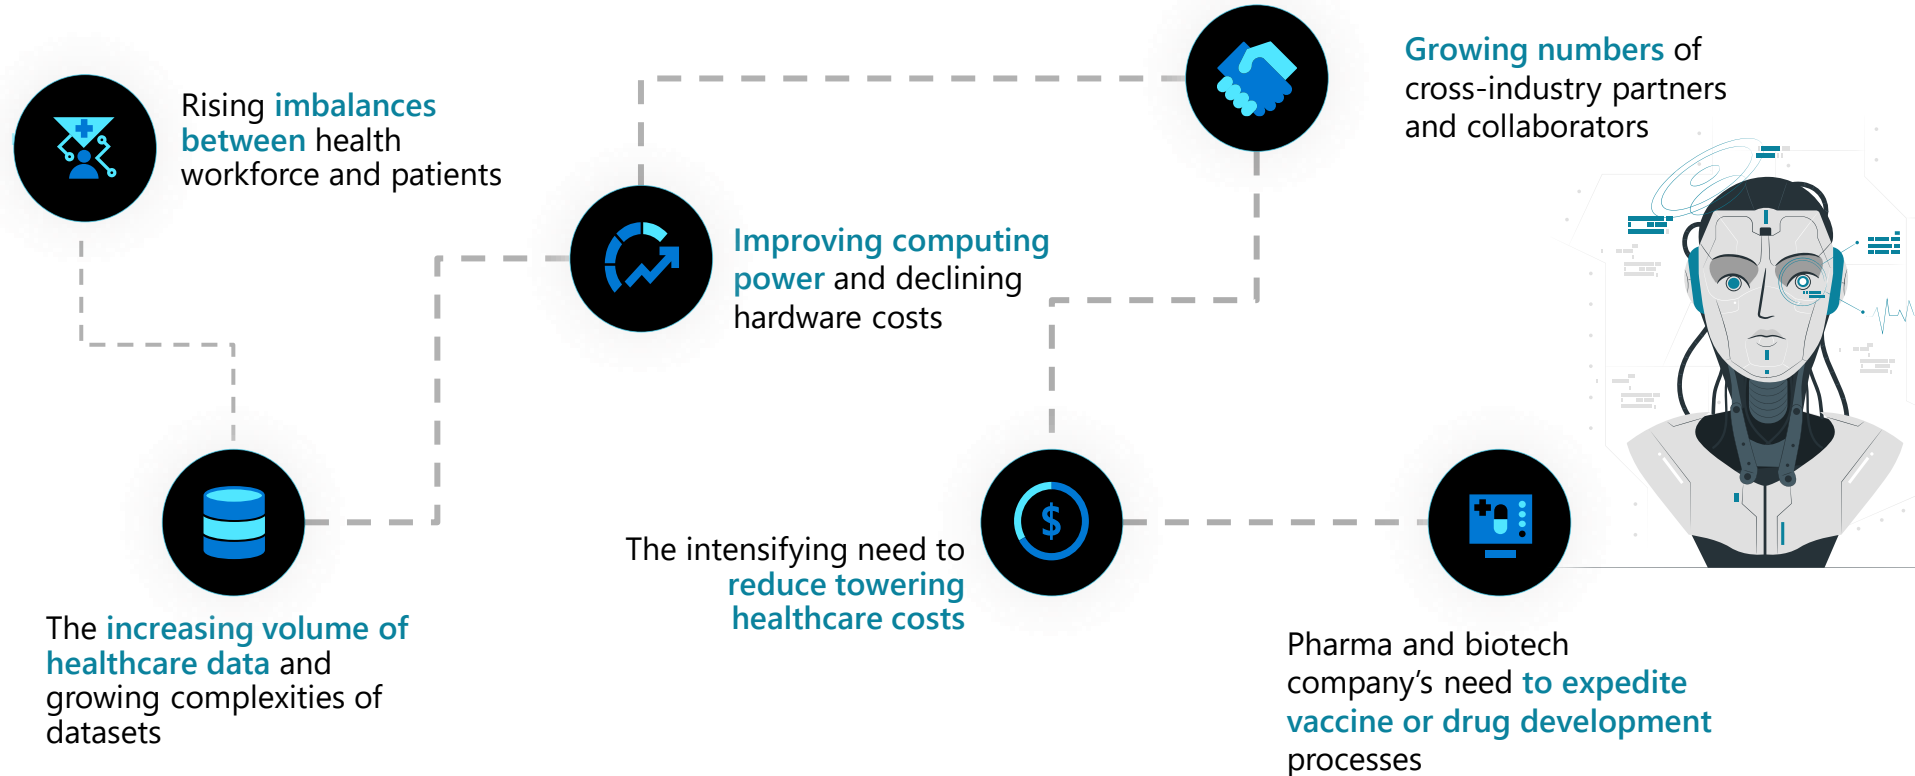 Rising imbalances
between health
workforce and patients
The increasing volume of
healthcare data and
growing complexities of
datasets
Improving computing
power and declining
hardware costs
Growing numbers of
cross-industry partners
and collaborators
$
The intensifying need to
reduce towering
healthcare costs
Pharma and biotech
company’s need to expedite
vaccine or drug development
processes